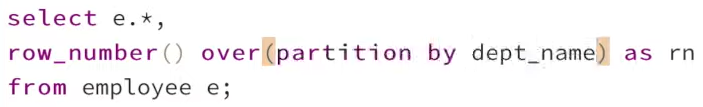 select e.*,
row_number() over(partition by dept_name) as rn
from employee e;